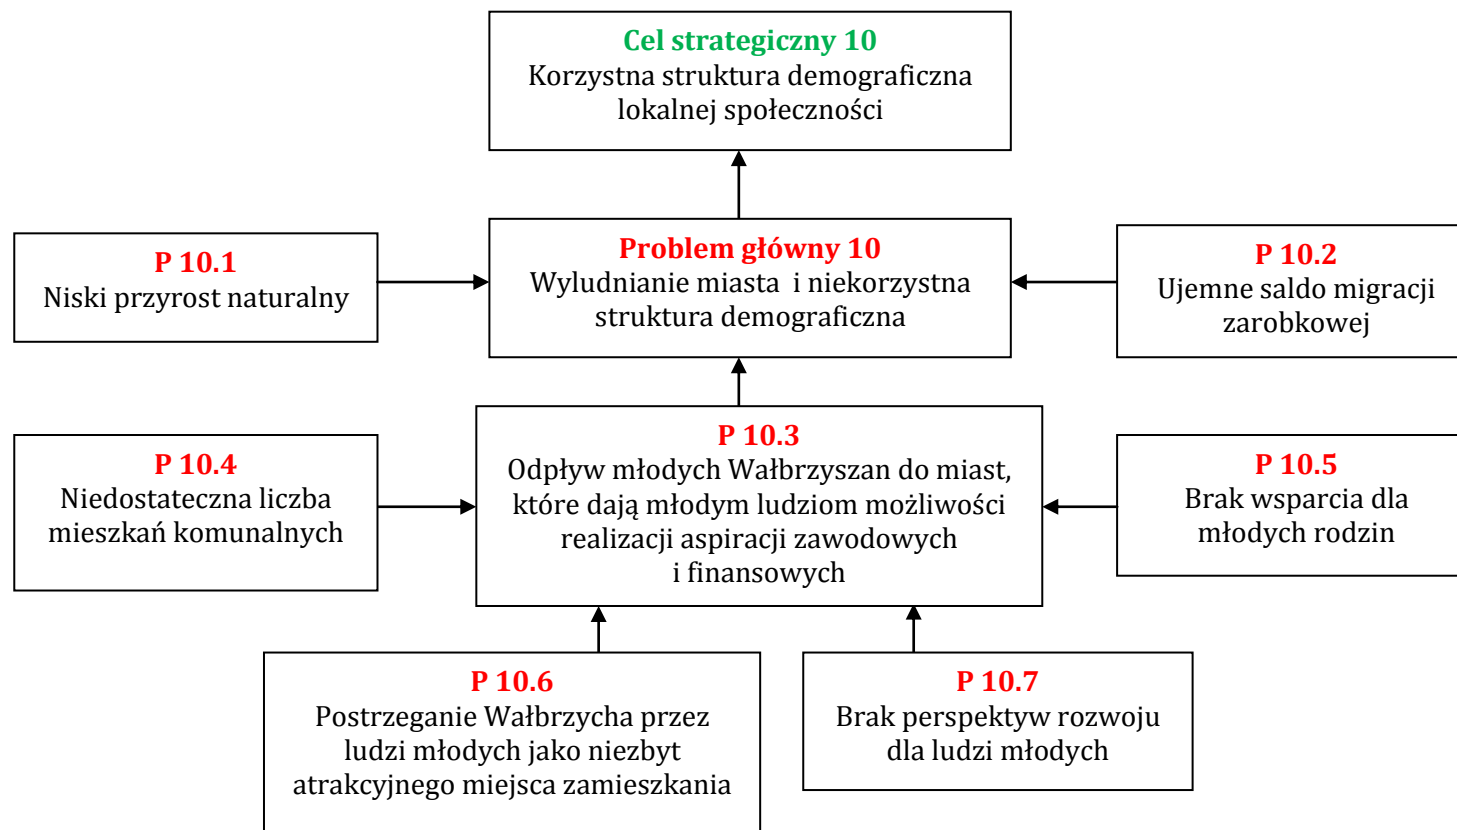 Cel strategiczny 10
Korzystna struktura demograficzna
lokalnej społeczności
P 10.1
Niski przyrost naturalny
Problem główny 10
Wyludnianie miasta  i niekorzystna
struktura demograficzna
P 10.2
Ujemne saldo migracji
zarobkowej
P 10.4
Niedostateczna liczba
mieszkań komunalnych
P 10.3
Odpływ młodych Wałbrzyszan do miast,
które dają młodym ludziom możliwości
realizacji aspiracji zawodowych
i finansowych
P 10.5
Brak wsparcia dla
młodych rodzin
P 10.6
Postrzeganie Wałbrzycha przez
ludzi młodych jako niezbyt
atrakcyjnego miejsca zamieszkania
P 10.7
Brak perspektyw rozwoju
dla ludzi młodych